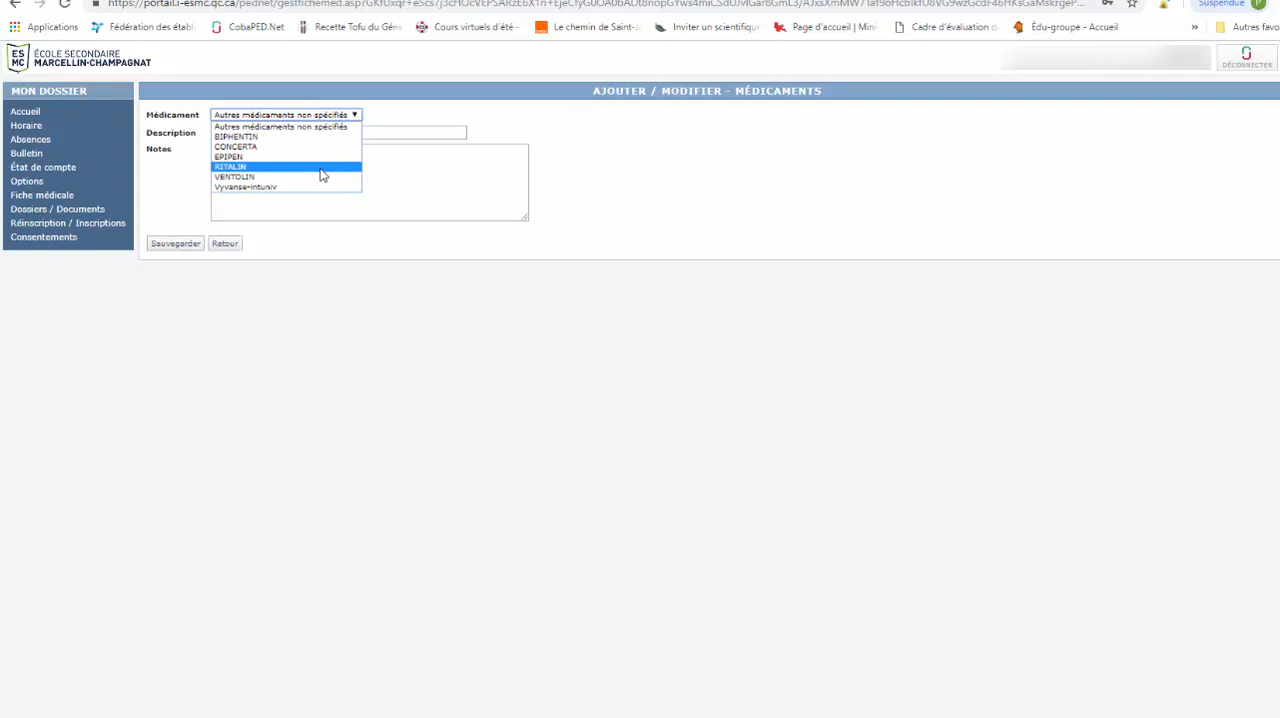 Suspendue
P
Applications
Fédération des établi
CobaPED.Net
Recette Tofu du Géné
Cours virtuels d'été –
Le chemin de Saint-Ja
Inviter un scientifique
Page d'accueil | Mini
Cadre d'évaluation d
Édu-groupe - Accueil
»
Autres favo
ES
MC
ÉCOLE SECONDAIRE
MARCELLIN-CHAMPAGNAT
DÉCONNECTER
MON DOSSIER
AJOUTER / MODIFIER - MÉDICAMENTS
Accueil
Horaire
Absences
Bulletin
État de compte
Options
Fiche médicale
Dossiers / Documents
Réinscription / Inscriptions
Consentements
Médicament
Autres médicaments non spécifiés
Autres médicaments non spécifiés
BIPHENTIN
CONCERTA
EPIPEN
RITALIN
VENTOLIN
Vyvanse-intuniv
Description
Notes
Sauvegarder
Retour